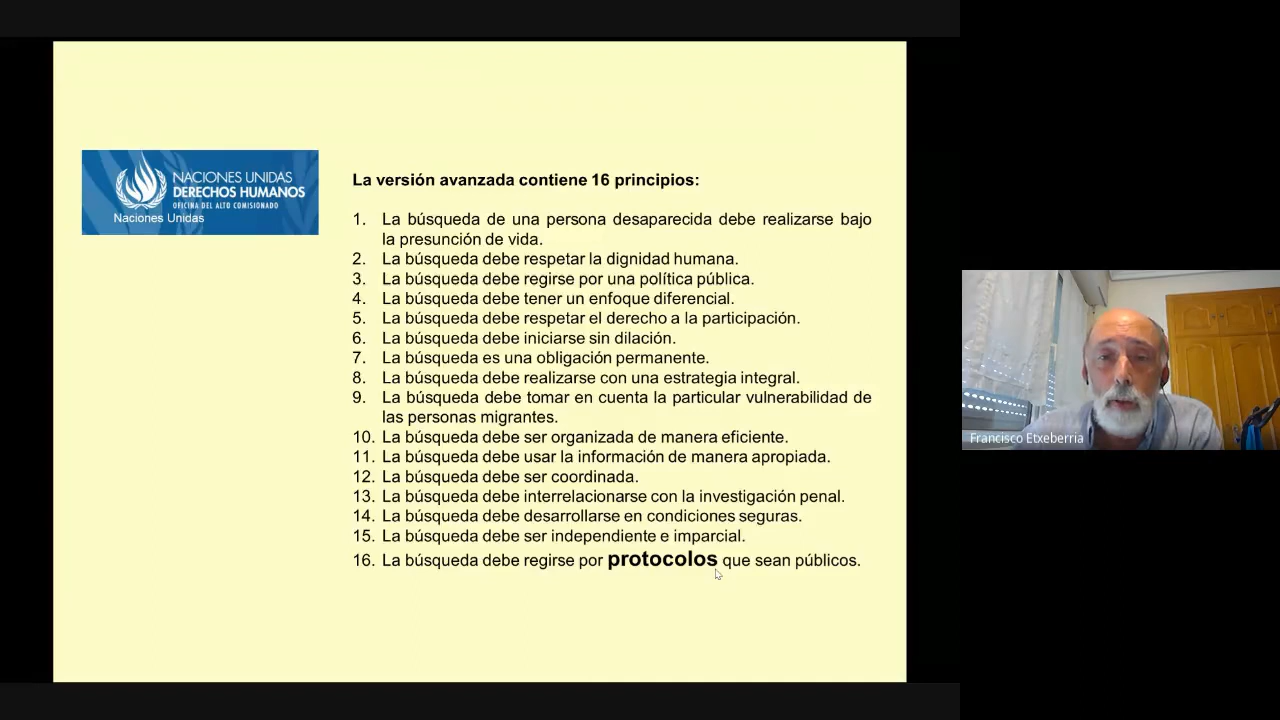 NACIONES UNIDAS
DERECHOS HUMANOS
OFICINA DEL ALTO COMISIONADO
Naciones Unidas
La versión avanzada contiene 16 principios:
1. La búsqueda de una persona desaparecida debe realizarse bajo
la presunción de vida.
2. La búsqueda debe respetar la dignidad humana.
3. La búsqueda debe regirse por una política pública.
4. La búsqueda debe tener un enfoque diferencial.
5. La búsqueda debe respetar el derecho a la participación.
6. La búsqueda debe iniciarse sin dilación.
7. La búsqueda es una obligación permanente.
8. La búsqueda debe realizarse con una estrategia integral.
9. La búsqueda debe tomar en cuenta la particular vulnerabilidad de
las personas migrantes.
10. La búsqueda debe ser organizada de manera eficiente.
11. La búsqueda debe usar la información de manera apropiada.
12. La búsqueda debe ser coordinada.
13. La búsqueda debe interrelacionarse con la investigación penal.
14. La búsqueda debe desarrollarse en condiciones seguras.
15. La búsqueda debe ser independiente e imparcial.
16. La búsqueda debe regirse por protocolos que sean públicos.
Francisco Etxeberria